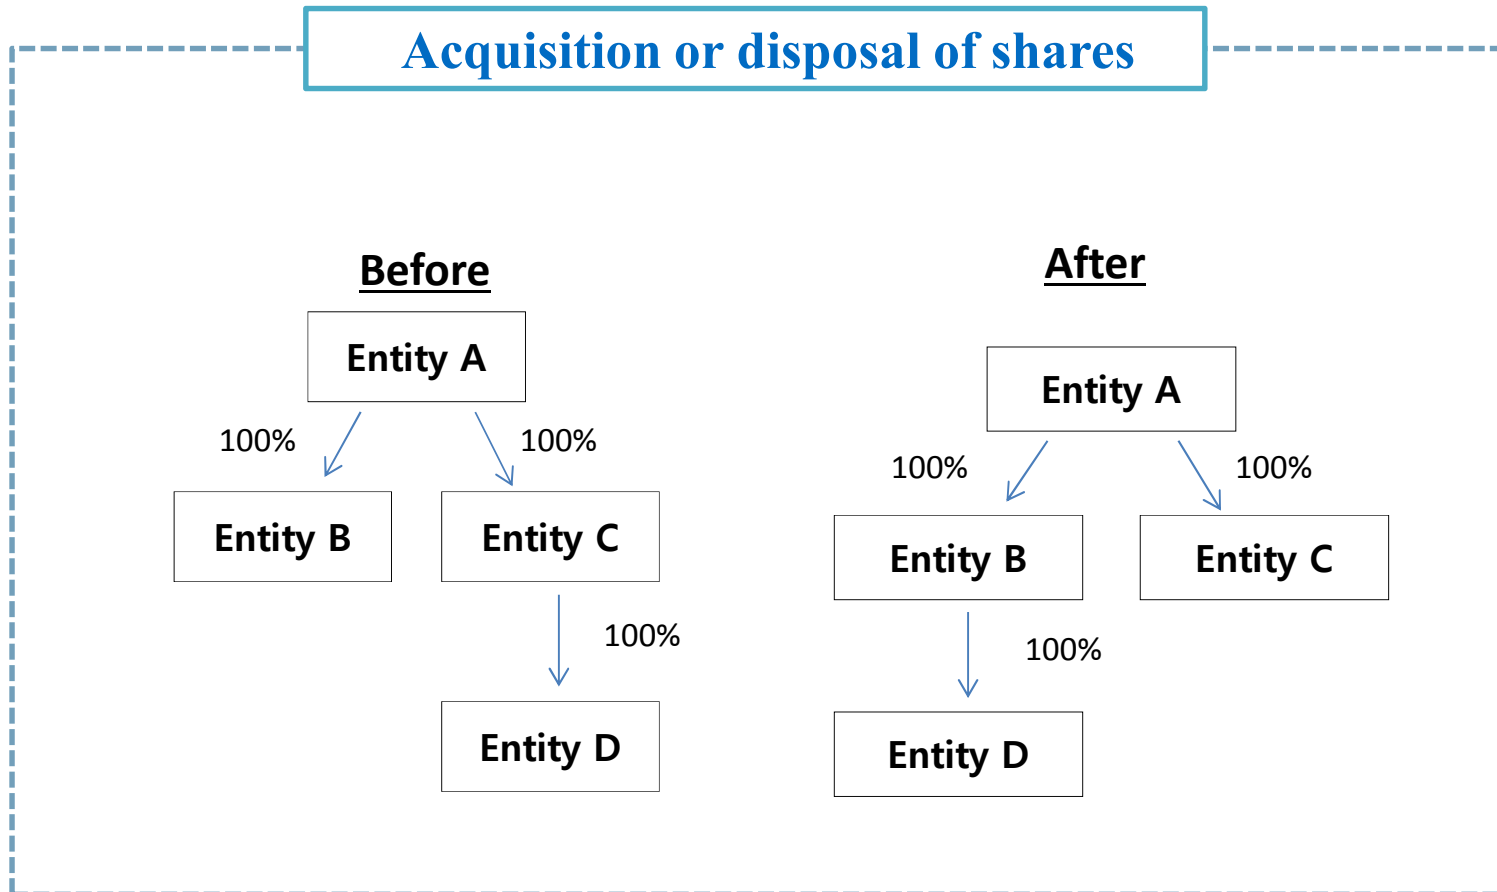 Acquisition or disposal of shares
Before
Entity A
100%
100%
Entity B
Entity C
100%
Entity D
After
Entity A
100%
100%
Entity B
Entity C
100%
Entity D